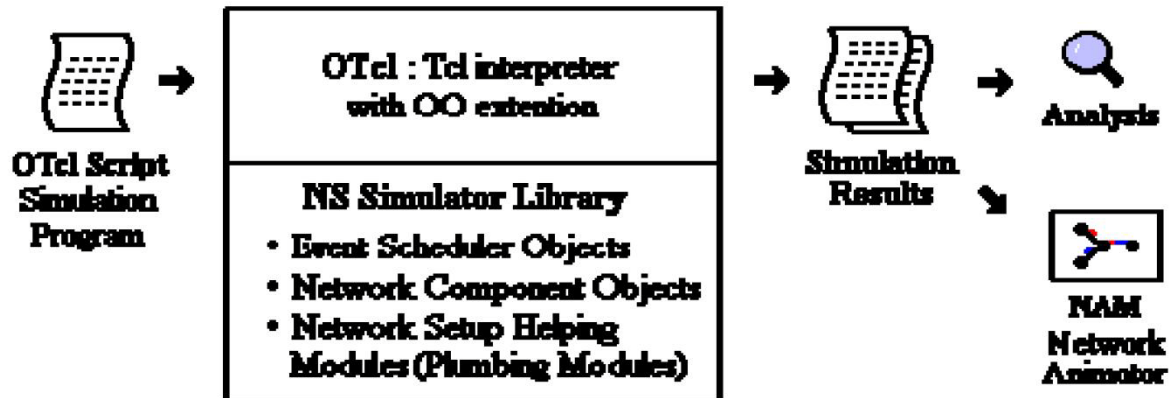 OTcl Script
Simulation
Program
OTcl : Tcl interpreter
with OO extention
NS Simulator Library
• Event Scheduler Objects
• Network Component Objects
• Network Setup Helping
Modules (Plumbing Modules)
Simulation
Results
Analysis
NAM
Network
Animator